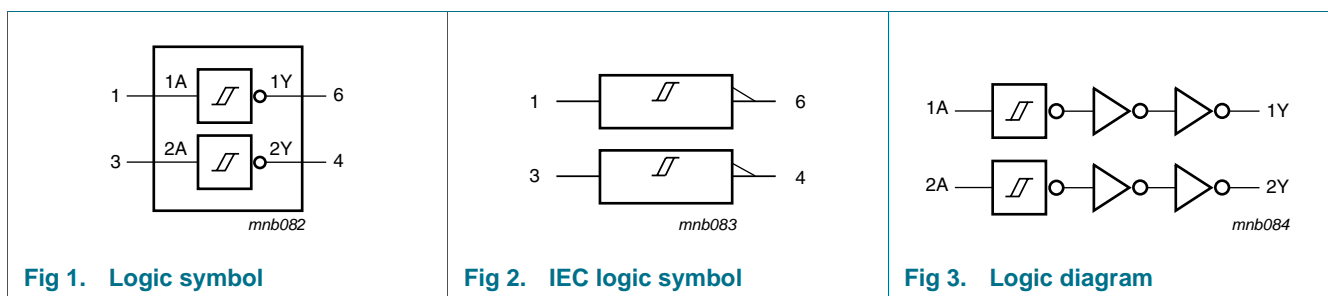 1 1A 1Y 6
3 2A 2Y 4
mnb082
Fig 1. Logic symbol
1 6
3 4
mnb083
Fig 2. IEC logic symbol
1A 1Y
2A 2Y
mnb084
Fig 3. Logic diagram